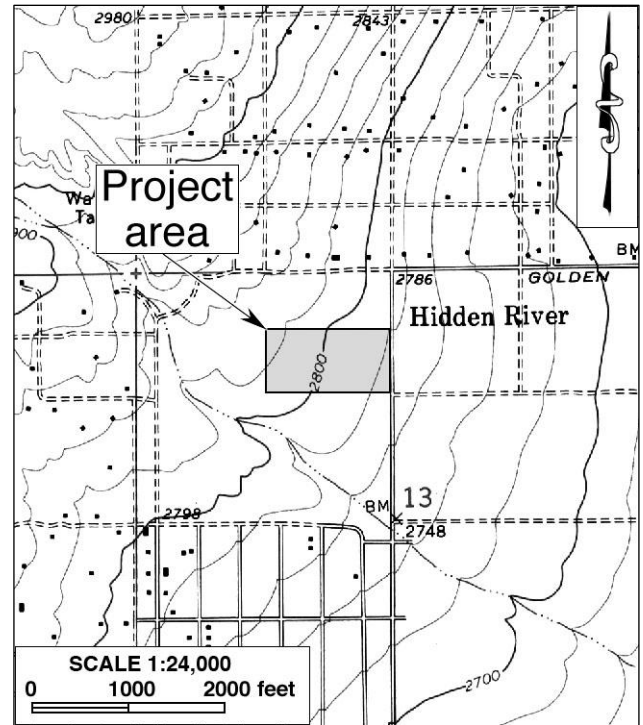 2980
2843
Project
area
Wa
Ta
900
BM
2786
GOLDEN
Hidden River
2800
BM
13
2798
2748
2700
SCALE 1:24,000
0 1000 2000 feet